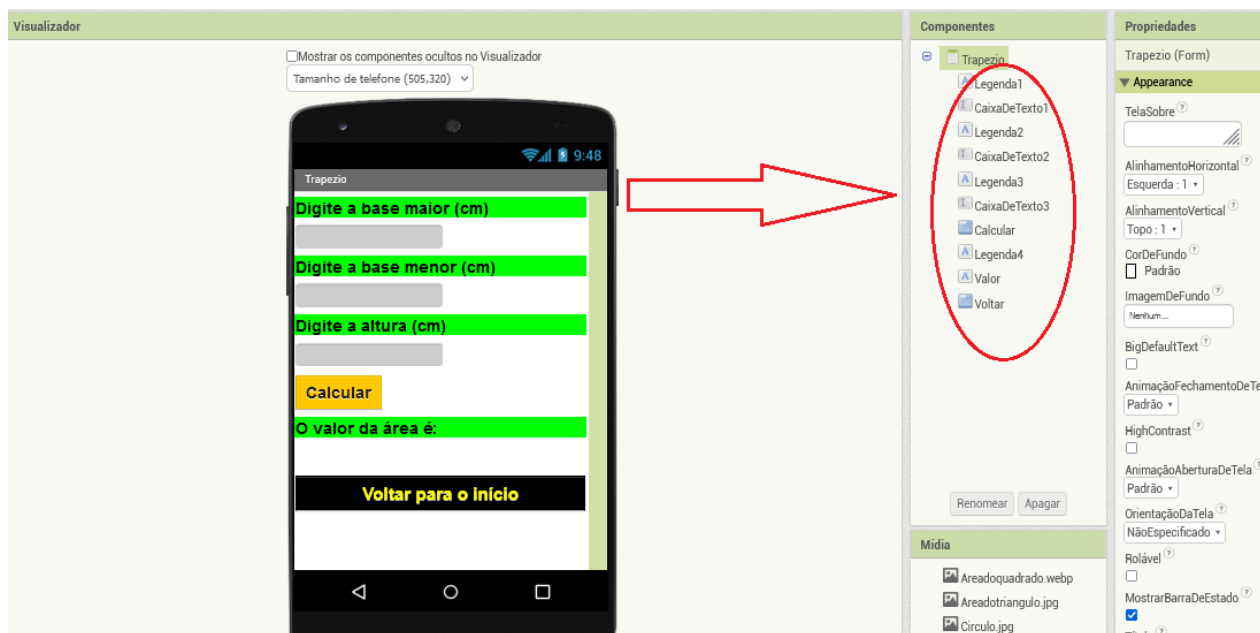 Visualizador
Mostrar os componentes ocultos no Visualizador
Tamanho de telefone (505,320)
9:48
Trapezio
Digite a base maior (cm)
Digite a base menor (cm)
Digite a altura (cm)
Calcular
O valor da área é:
Voltar para o início
Componentes
Trapezio
Legenda1
CaixaDeTexto1
Legenda2
CaixaDeTexto2
Legenda3
CaixaDeTexto3
Calcular
Legenda4
Valor
Voltar
Renomear Apagar
Mídia
Areadoquadrado.webp
Areadotriangulo.jpg
Circulo.jpg
Propriedades
Trapezio (Form)
Appearance
TelaSobre
AlinhamentoHorizontal
Esquerda : 1
AlinhamentoVertical
Topo : 1
CorDeFundo
Padrão
ImagemDeFundo
Nenhum...
BigDefaultText
AnimaçãoFechamentoDeTe
Padrão
HighContrast
AnimaçãoAberturaDeTela
Padrão
OrientaçãoDaTela
NãoEspecificado
Rolável
MostrarBarraDeEstado